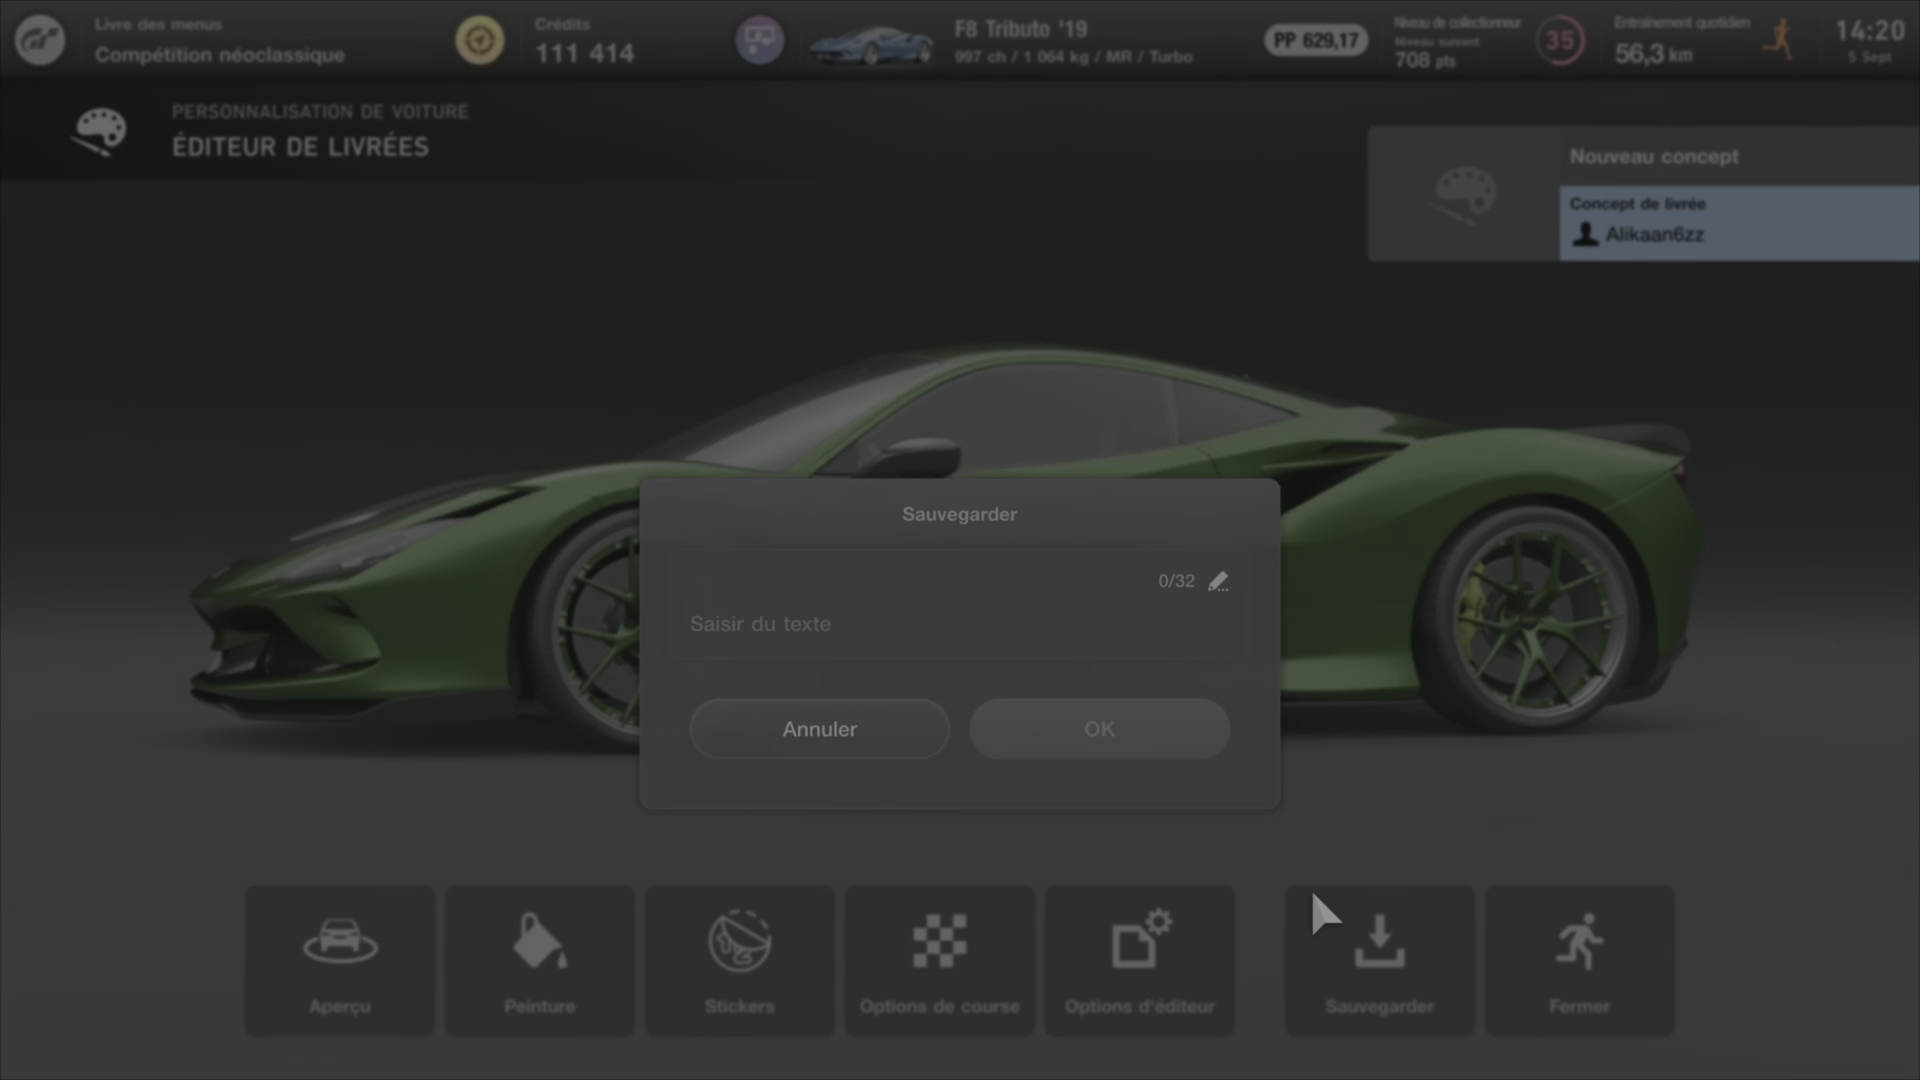 Livre des menus
Compétition néoclassique
Crédits
111 414
F8 Tributo '19
997 ch / 1 064 kg / MR / Turbo
PP 629,17
Niveau de collectionneur
Niveau suivant
708 pts
35
Entraînement quotidien
56,3 km
14:20
5 Sept
PERSONNALISATION DE VOITURE
ÉDITEUR DE LIVRÉES
Nouveau concept
Concept de livrée
Alikaan6zz
Sauvegarder
0/32
Saisir du texte
Annuler
OK
Aperçu
Peinture
Stickers
Options de course
Options d'éditeur
Sauvegarder
Fermer